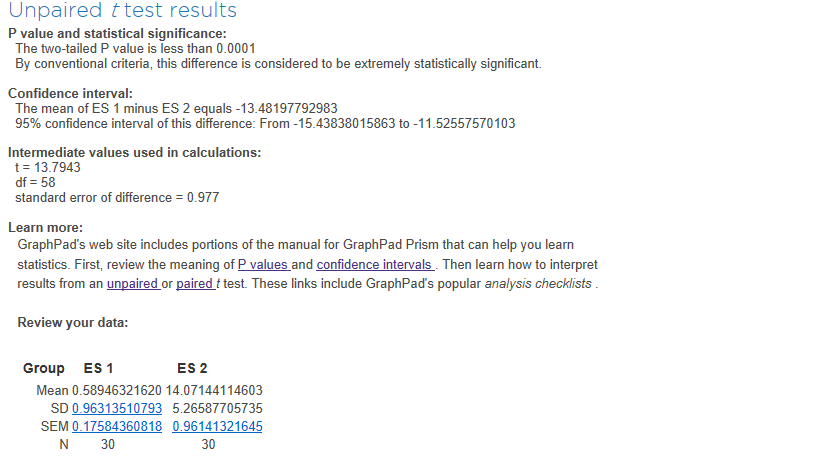 Unpaired t test results
P value and statistical significance:
The two-tailed P value is less than 0.0001
By conventional criteria, this difference is considered to be extremely statistically significant.
Confidence interval:
The mean of ES 1 minus ES 2 equals -13.48197792983
95% confidence interval of this difference: From -15.43838015863 to -11.52557570103
Intermediate values used in calculations:
t = 13.7943
df = 58
standard error of difference = 0.977
Learn more:
GraphPad's web site includes portions of the manual for GraphPad Prism that can help you learn
statistics. First, review the meaning of P values and confidence intervals . Then learn how to interpret
results from an unpaired or paired t test. These links include GraphPad's popular analysis checklists .
Review your data:
Group ES 1 ES 2
Mean 0.58946321620 14.07144114603
SD 0.96313510793 5.26587705735
SEM 0.17584360818 0.96141321645
N 30 30